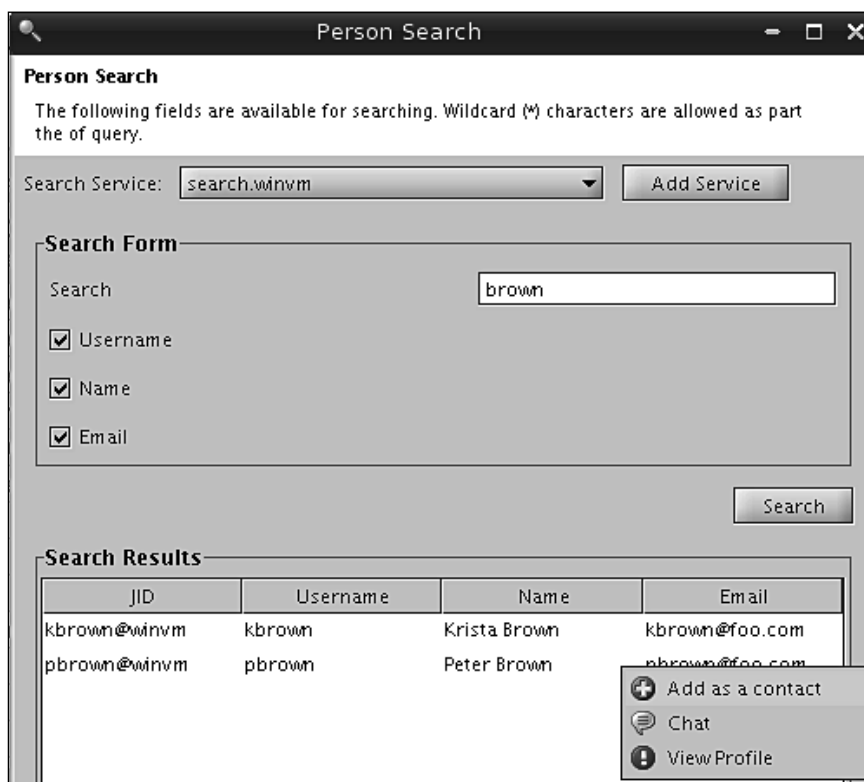 Person Search
Person Search
The following fields are available for searching. Wildcard (*) characters are allowed as part
the of query.
Search Service: search.winvm Add Service
Search Form
Search brown
Username
Name
Email
Search
Search Results
JID Username Name Email
kbrown@winvm kbrown Krista Brown kbrown@foo.com
pbrown@winvm pbrown Peter Brown pbrown@foo.com
Add as a contact
Chat
View Profile